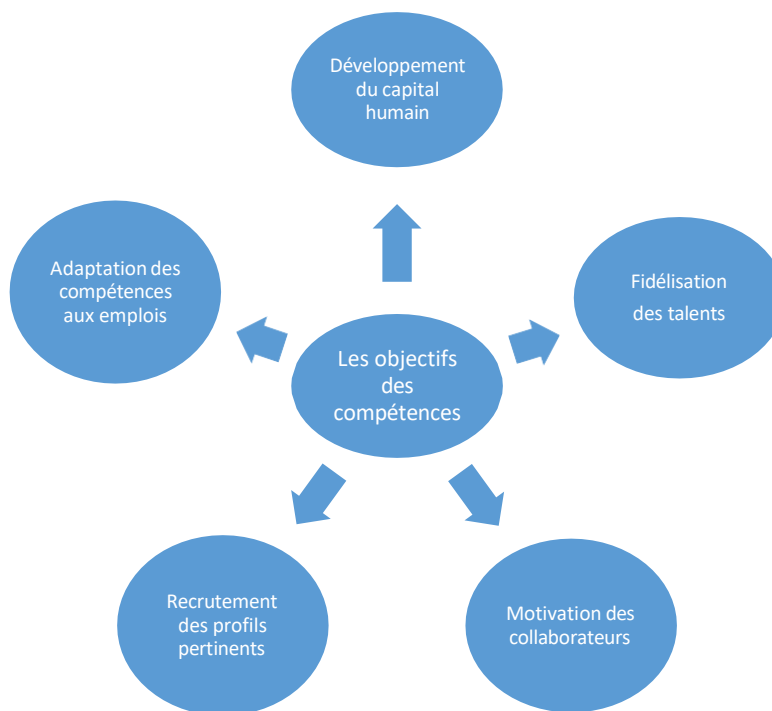 Développement
du capital
humain
Adaptation des
compétences
aux emplois
Fidélisation
des talents
Les objectifs
des
compétences
Recrutement
des profils
pertinents
Motivation des
collaborateurs